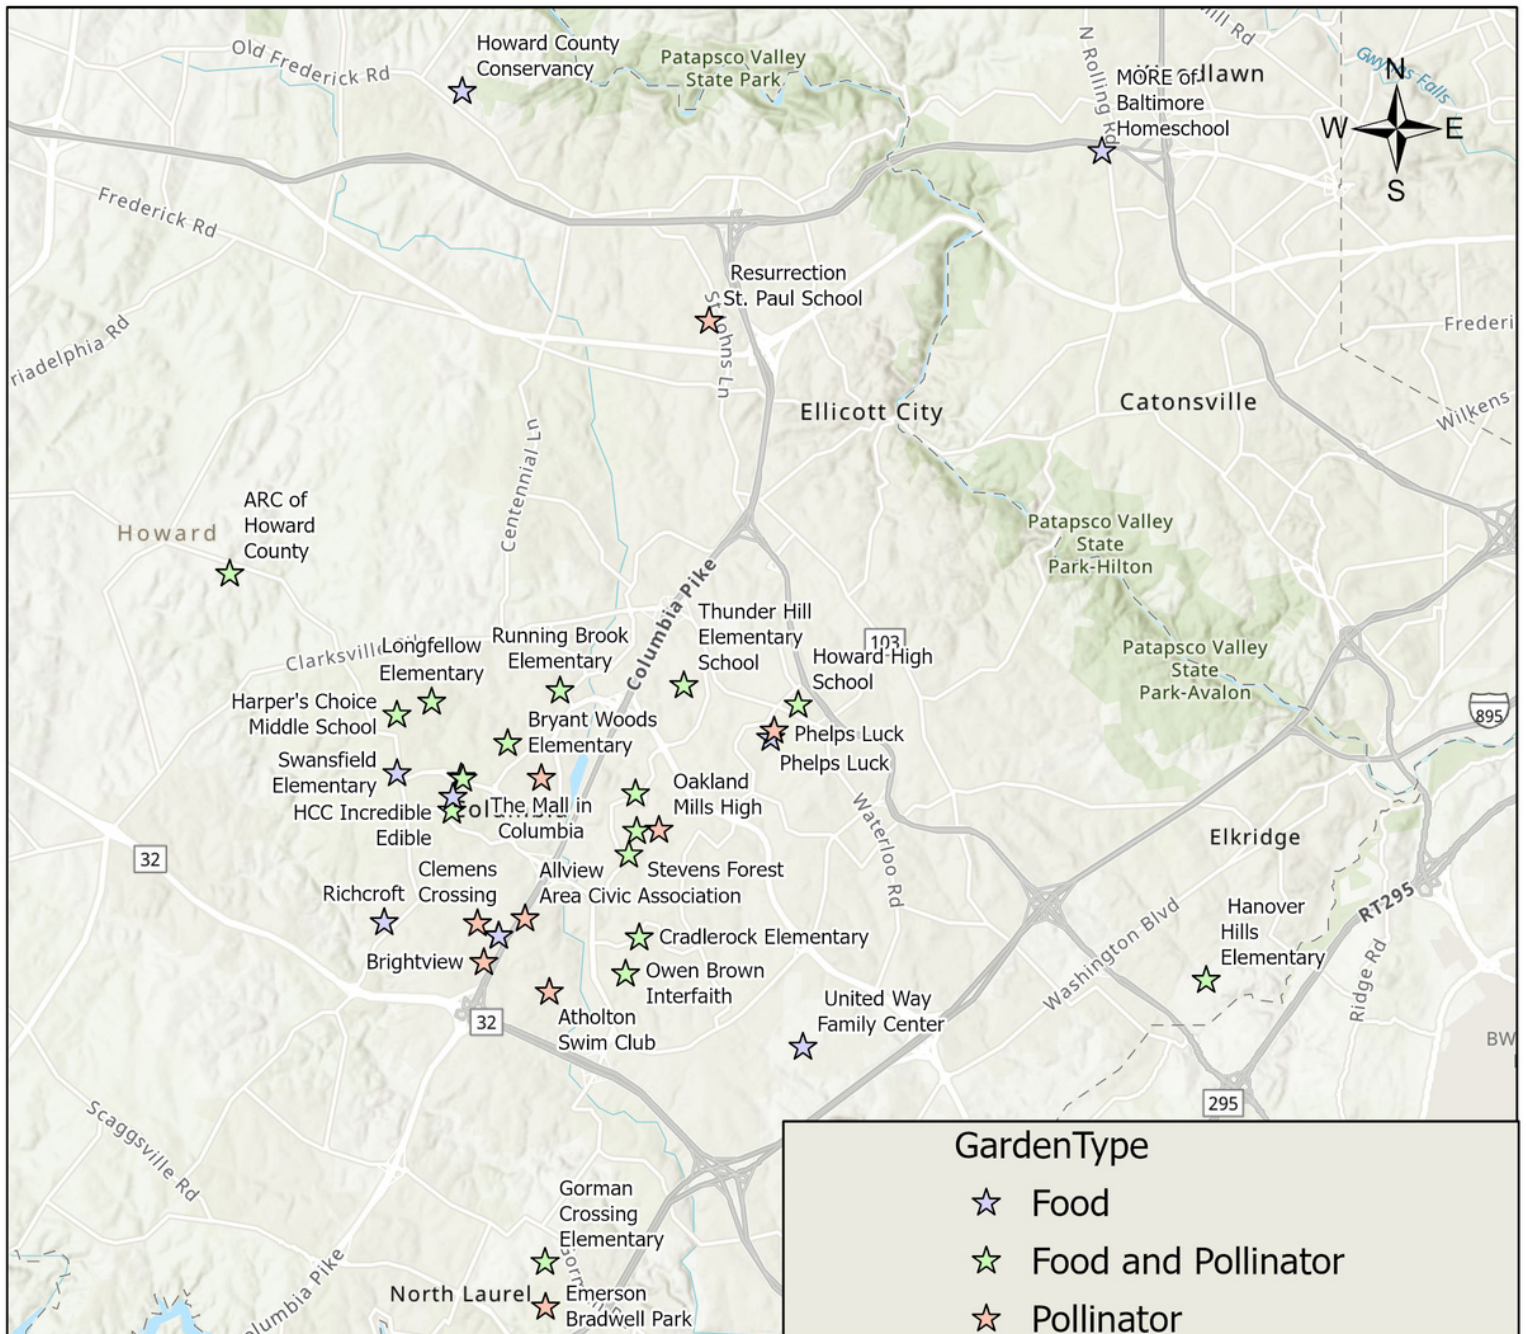 Howard County
Conservancy
Old Frederick Rd
Patapsco Valley
State Park
N Rolling Rd
Gwynns Falls
N
W
E
S
MORE of
Baltimore
Homeschool
Frederick Rd
Resurrection
St. Paul School
St Johns Ln
Frederi
riadelphia Rd
Ellicott City
Catonsville
Wilkens
Centennial Ln
ARC of
Howard
County
Howard
Patapsco Valley
State
Park-Hilton
Columbia Pike
Thunder Hill
Elementary
School
103
Howard High
School
Patapsco Valley
State
Park-Avalon
Clarksville
Longfellow
Elementary
Running Brook
Elementary
Harper's Choice
Middle School
Bryant Woods
Elementary
895
Phelps Luck
Phelps Luck
Swansfield
Elementary
HCC Incredible
Edible
The Mall in
Columbia
Oakland
Mills High
Waterloo Rd
Elkridge
32
Clemens
Crossing
Allview
Area Civic Association
Stevens Forest
Richcroft
RT295
Hanover
Hills
Elementary
Washington Blvd
Ridge Rd
Cradlerock Elementary
Brightview
Owen Brown
Interfaith
United Way
Family Center
32
Atholton
Swim Club
BW
295
Scaggsville Rd
Gorman
Crossing
Elementary
North Laurel
Emerson
Bradwell Park
olumbia Pike
GardenType
Food
Food and Pollinator
Pollinator